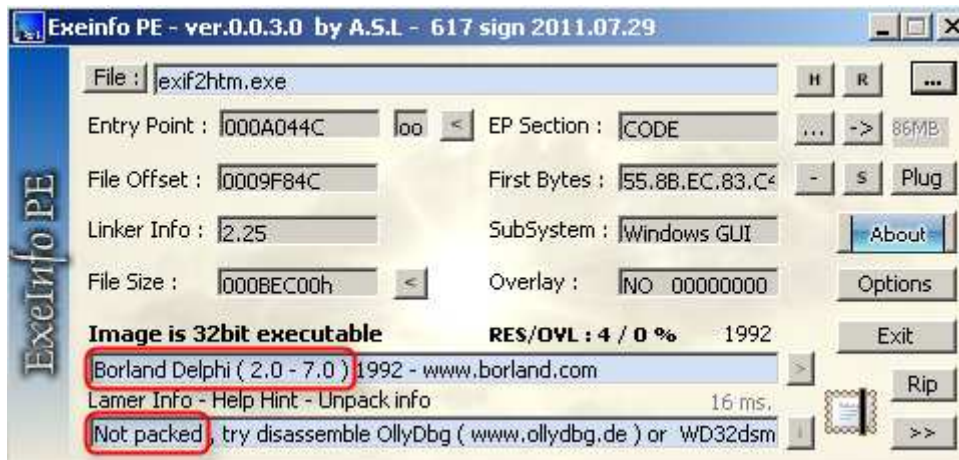 Exeinfo PE - ver.0.0.3.0 by A.S.L - 617 sign 2011.07.29
File : exif2htm.exe H R ...
Entry Point : 000A044C oo < EP Section : CODE ... -> 86MB
File Offset : 0009F84C First Bytes : 55.8B.EC.83.C4 - S Plug
Linker Info : 2.25 SubSystem : Windows GUI About
File Size : 000BEC00h < Overlay : NO 00000000 Options
Image is 32bit executable RES/OVL : 4 / 0 % 1992 Exit
Borland Delphi ( 2.0 - 7.0 ) 1992 - www.borland.com >
Lamer Info - Help Hint - Unpack info 16 ms. Rip
Not packed , try disassemble OllyDbg ( www.ollydbg.de ) or WD32dsm i >>
ExeInfo PE